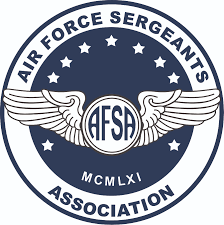 AIR FORCE SERGEANTS
AFSA
MCMLXI
ASSOCIATION